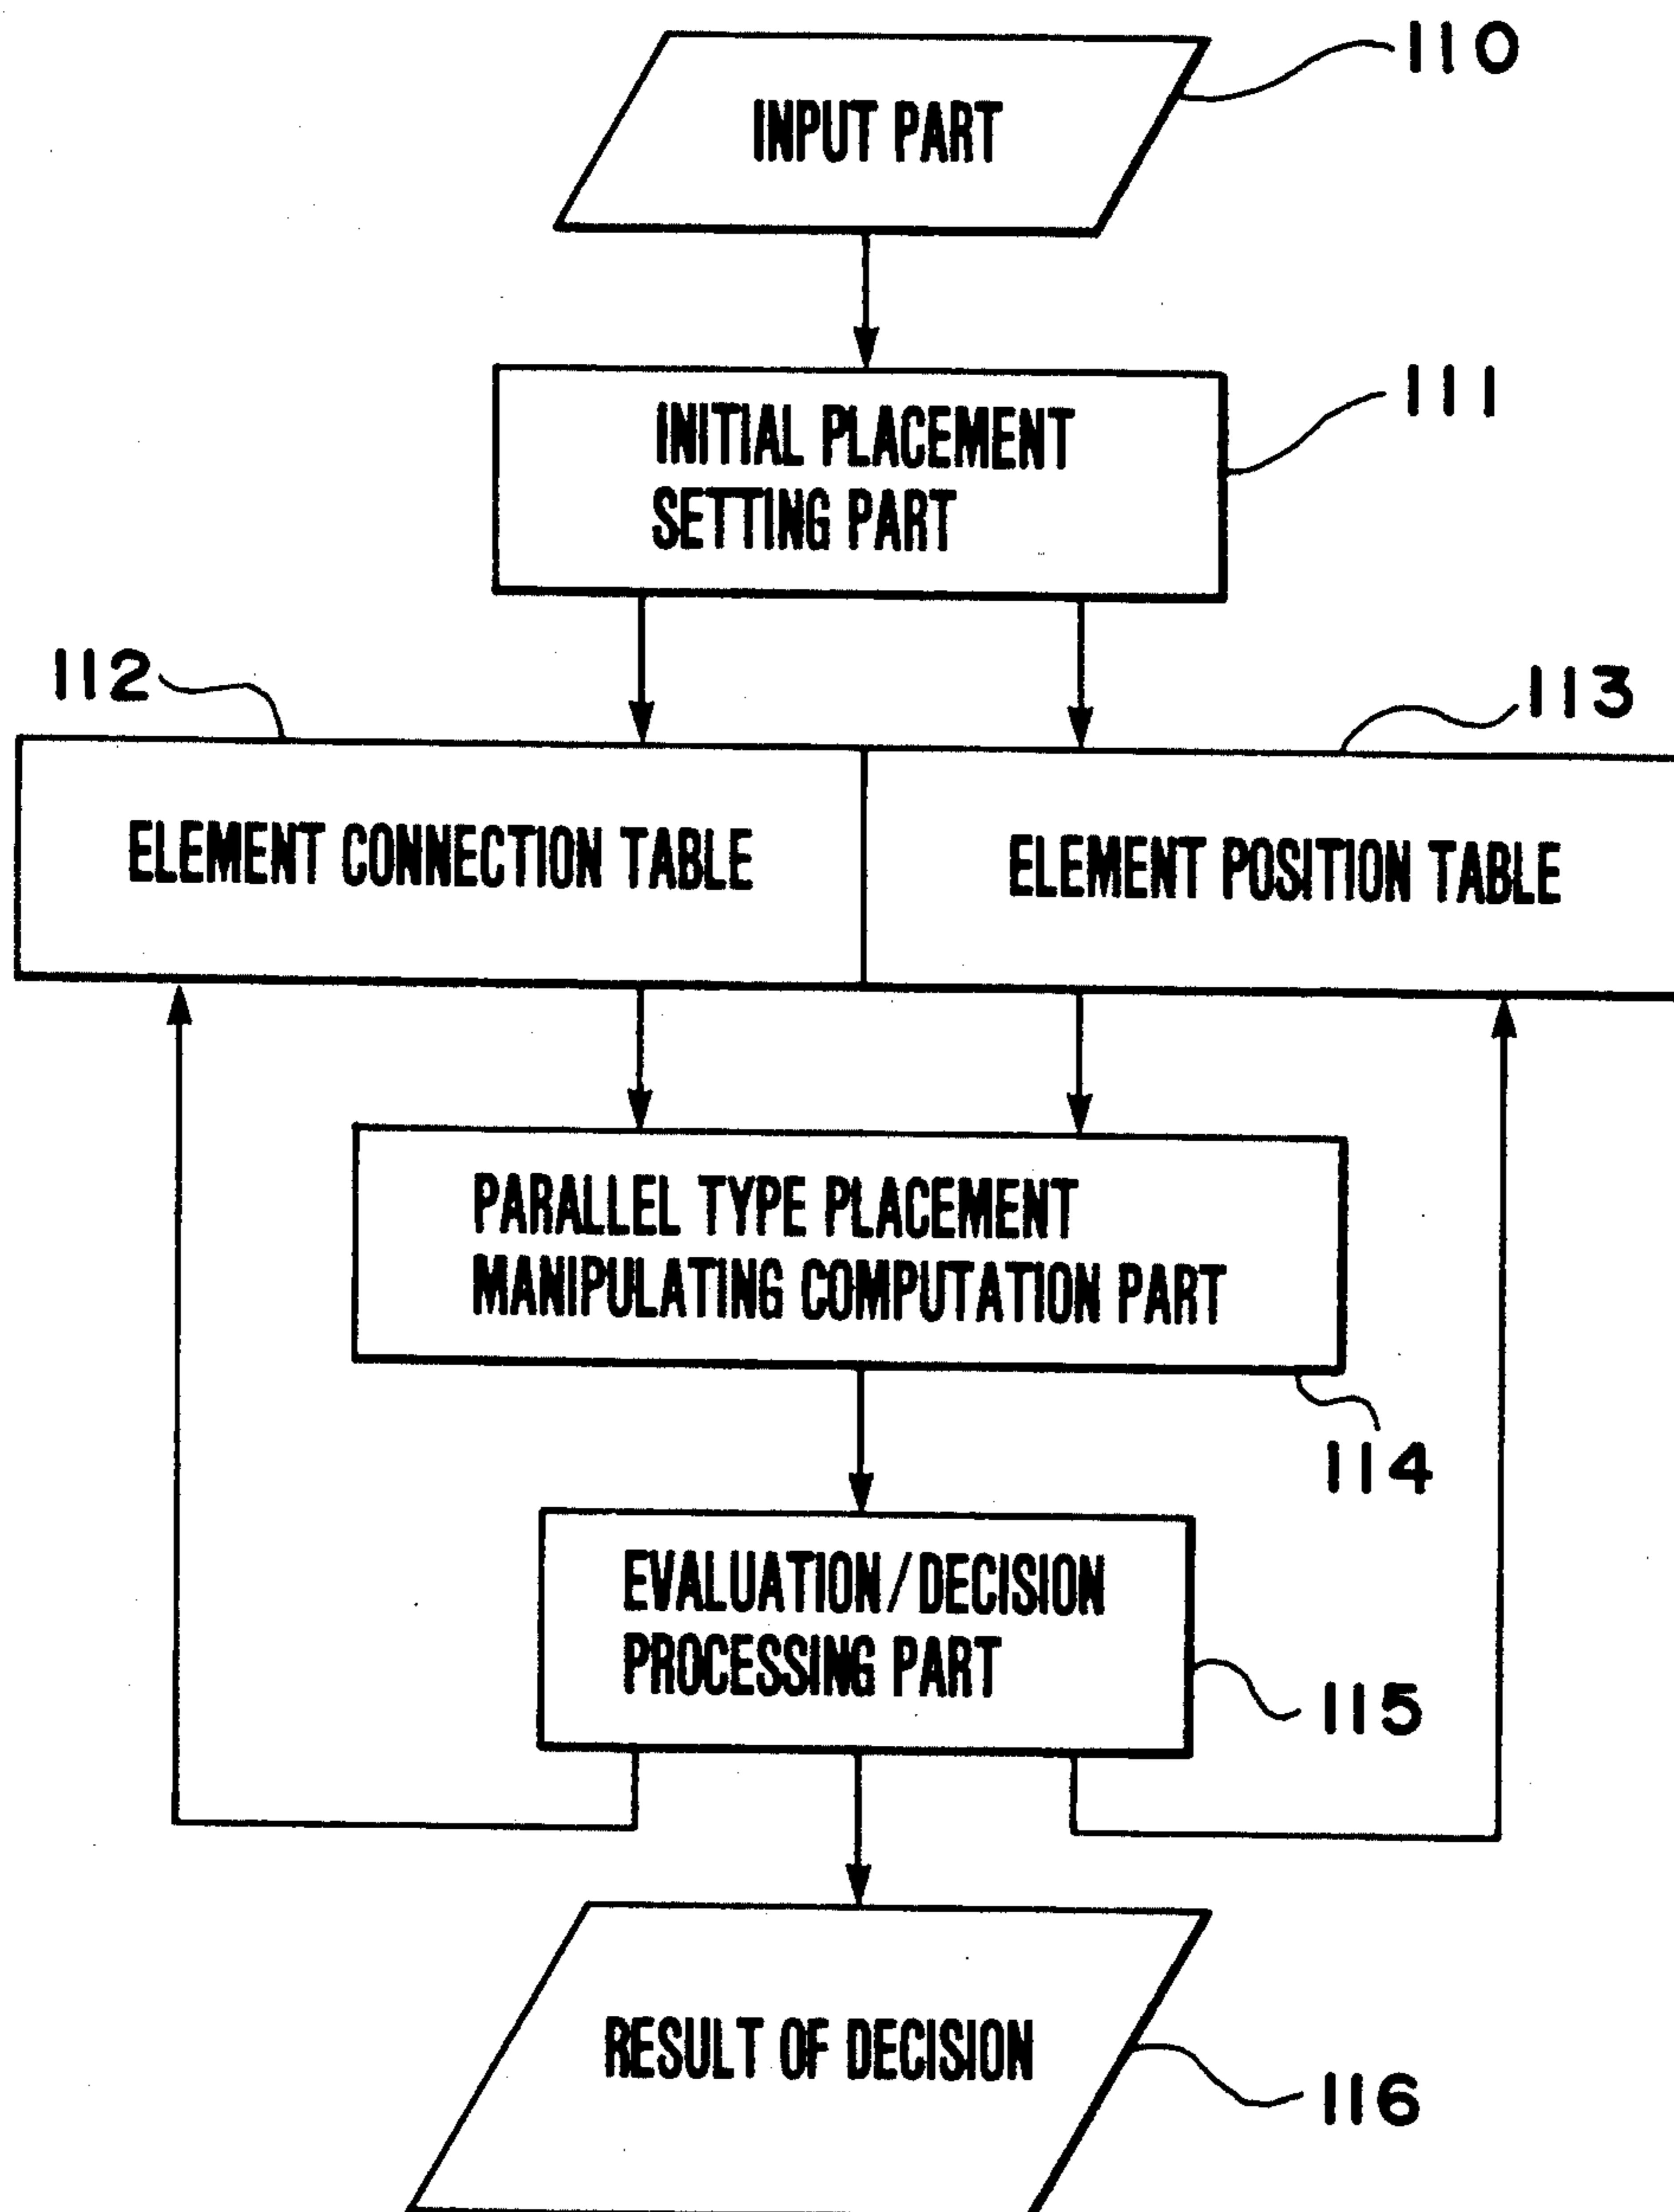 110
INPUT PART
111
INITIAL PLACEMENT
SETTING PART
112
113
ELEMENT CONNECTION TABLE
ELEMENT POSITION TABLE
PARALLEL TYPE PLACEMENT
MANIPULATING COMPUTATION PART
114
EVALUATION/DECISION
PROCESSING PART
115
RESULT OF DECISION
116